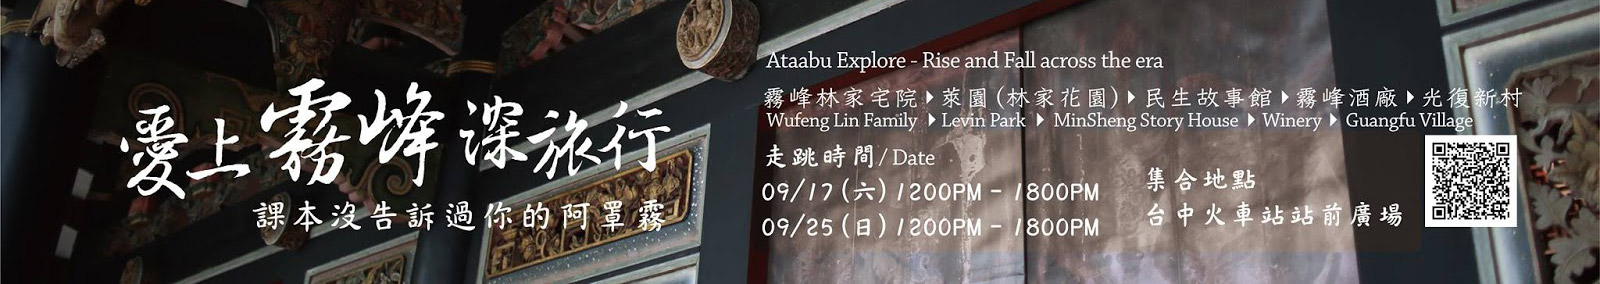 愛上霧峰深旅行
課本沒告訴過你的阿罩霧
Ataabu Explore - Rise and Fall across the era
霧峰林家宅院▶萊園(林家花園)▶民生故事館▶霧峰酒廠▶光復新村
Wufeng Lin Family ▶Levin Park ▶ MinSheng Story House ▶Winery ▶Guangfu Village
走跳時間/Date
09/17(六)1200PM - 1800PM
09/25(日)1200PM - 1800PM
集合地點
台中火車站站前廣場